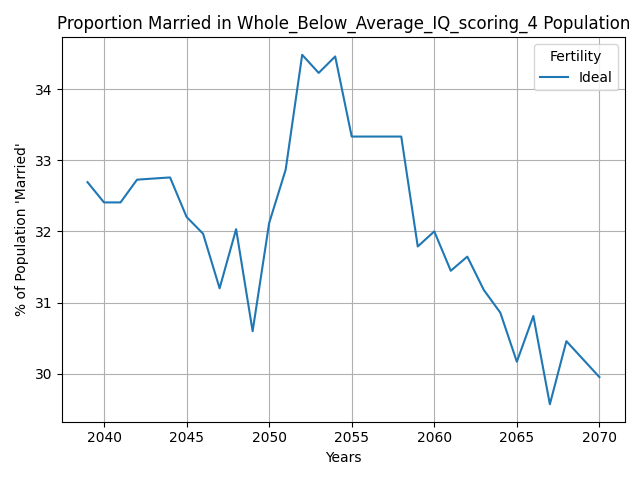 Proportion Married in Whole_Below_Average_IQ_scoring_4 Population
Fertility
Ideal
34
33
32
31
30
% of Population 'Married'
2040 2045 2050 2055 2060 2065 2070
Years